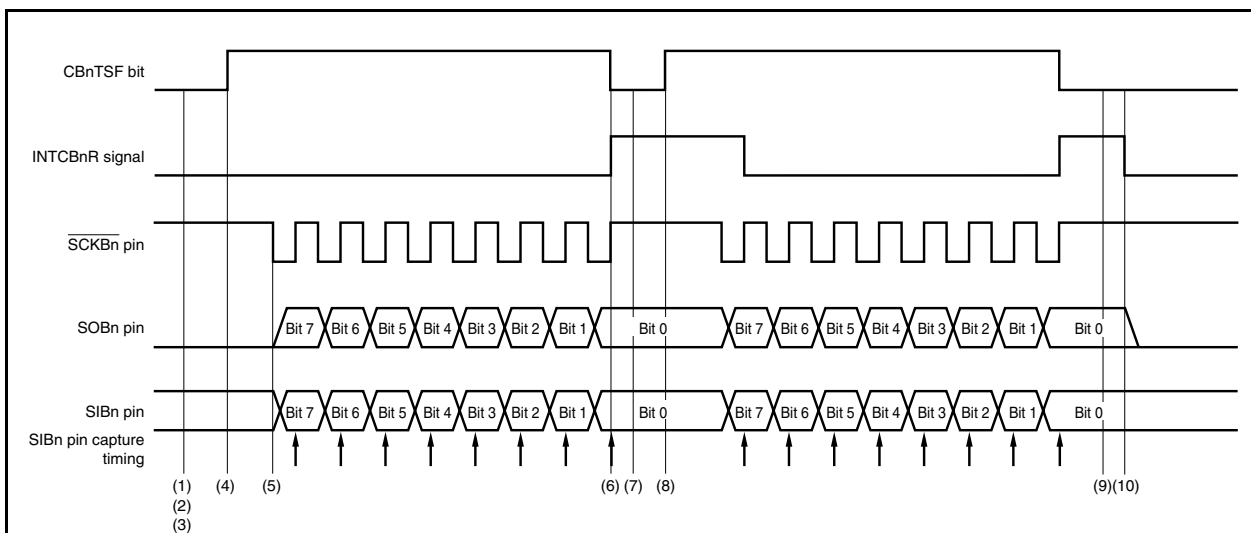 CBnTSF bit
INTCBnR signal
SCKBn pin
SOBn pin
Bit 7 Bit 6 Bit 5 Bit 4 Bit 3 Bit 2 Bit 1 Bit 0 Bit 7 Bit 6 Bit 5 Bit 4 Bit 3 Bit 2 Bit 1 Bit 0
SIBn pin
Bit 7 Bit 6 Bit 5 Bit 4 Bit 3 Bit 2 Bit 1 Bit 0 Bit 7 Bit 6 Bit 5 Bit 4 Bit 3 Bit 2 Bit 1 Bit 0
SIBn pin capture
timing
(1) (4) (5) (6) (7) (8) (9) (10)
(2)
(3)